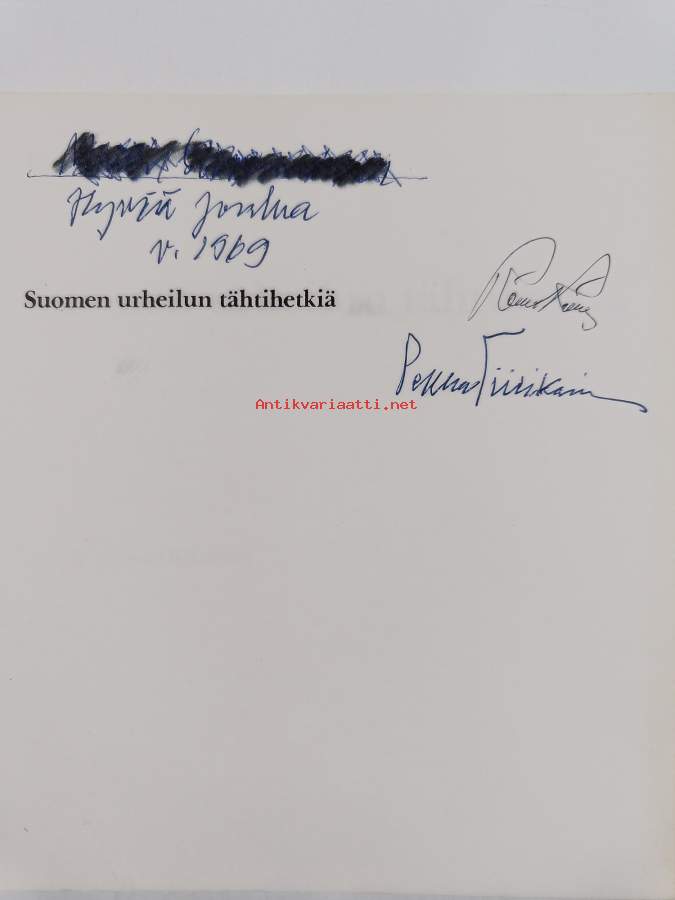 Hyvää Joulua
v. 1969
Suomen urheilun tähtihetkiä
Pekka Tiilikainen
Antikvariaatti.net